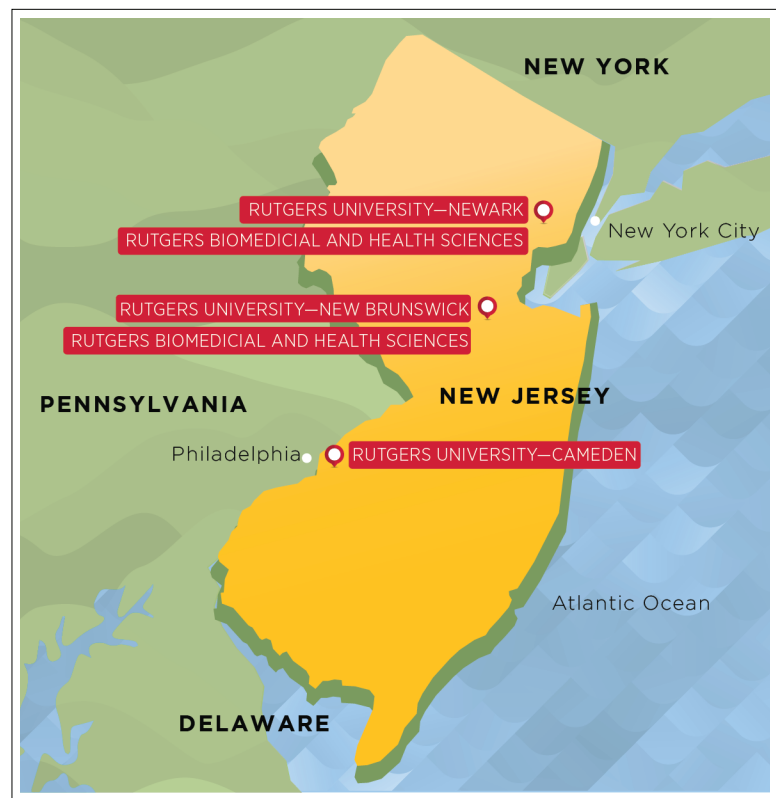 NEW YORK
RUTGERS UNIVERSITY—NEWARK
RUTGERS BIOMEDICIAL AND HEALTH SCIENCES
New York City
RUTGERS UNIVERSITY—NEW BRUNSWICK
RUTGERS BIOMEDICIAL AND HEALTH SCIENCES
PENNSYLVANIA
NEW JERSEY
Philadelphia
RUTGERS UNIVERSITY—CAMEDEN
Atlantic Ocean
DELAWARE